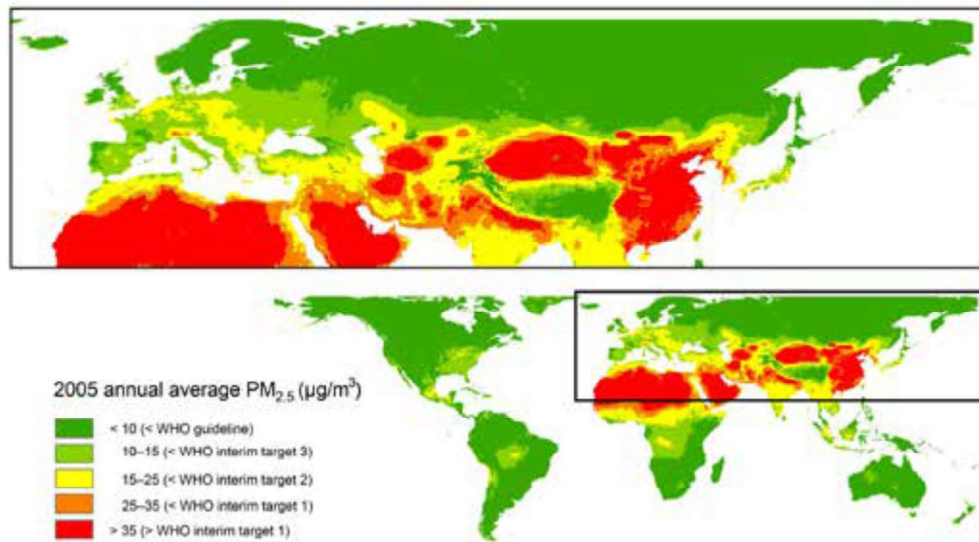 2005 annual average PM₂.₅ (µg/m³)
< 10 (< WHO guideline)
10–15 (< WHO interim target 3)
15–25 (< WHO interim target 2)
25–35 (< WHO interim target 1)
> 35 (> WHO interim target 1)